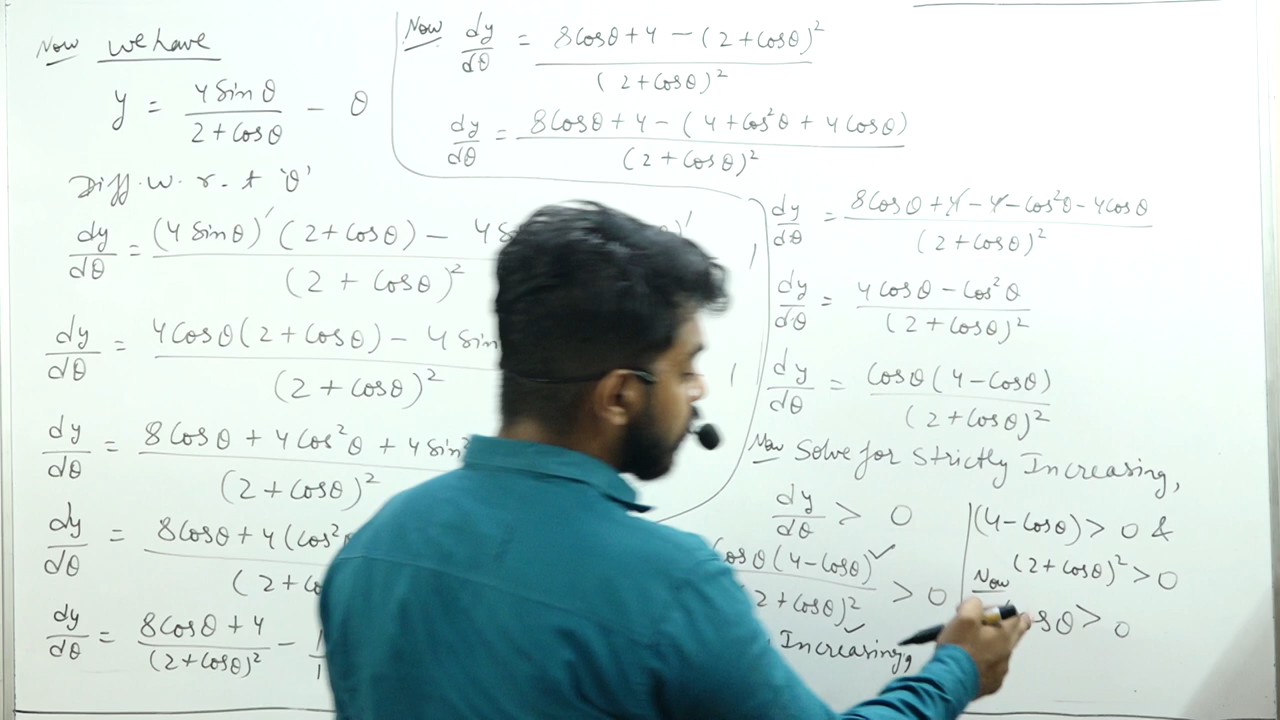 Now we have
y = 4 Sin θ / 2 + Cos θ - θ
Diff. w. r. t 'θ'
dy/dθ = (4 Sin θ)' (2 + Cos θ) - 4 S )' / (2 + Cos θ)²
dy/dθ = 4 Cos θ (2 + Cos θ) - 4 Sin / (2 + Cos θ)²
dy/dθ = 8 Cos θ + 4 Cos² θ + 4 Sin² / (2 + Cos θ)²
dy/dθ = 8 Cos θ + 4 (Cos² / (2 + Co
dy/dθ = 8 Cos θ + 4 / (2 + Cos θ)² -
Now dy/dθ = 8 Cos θ + 4 - (2 + Cos θ)² / (2 + Cos θ)²
dy/dθ = 8 Cos θ + 4 - (4 + Cos² θ + 4 Cos θ) / (2 + Cos θ)²
dy/dθ = 8 Cos θ + 4 - 4 - Cos² θ - 4 Cos θ / (2 + Cos θ)²
dy/dθ = 4 Cos θ - Cos² θ / (2 + Cos θ)²
dy/dθ = Cos θ (4 - Cos θ) / (2 + Cos θ)²
Now Solve for Strictly Increasing,
dy/dθ > 0
Cos θ (4 - Cos θ) ✓ / 2 + Cos θ)² > 0
Increasing,
(4 - Cos θ) > 0 &
(2 + Cos θ)² > 0
Now
os θ > 0